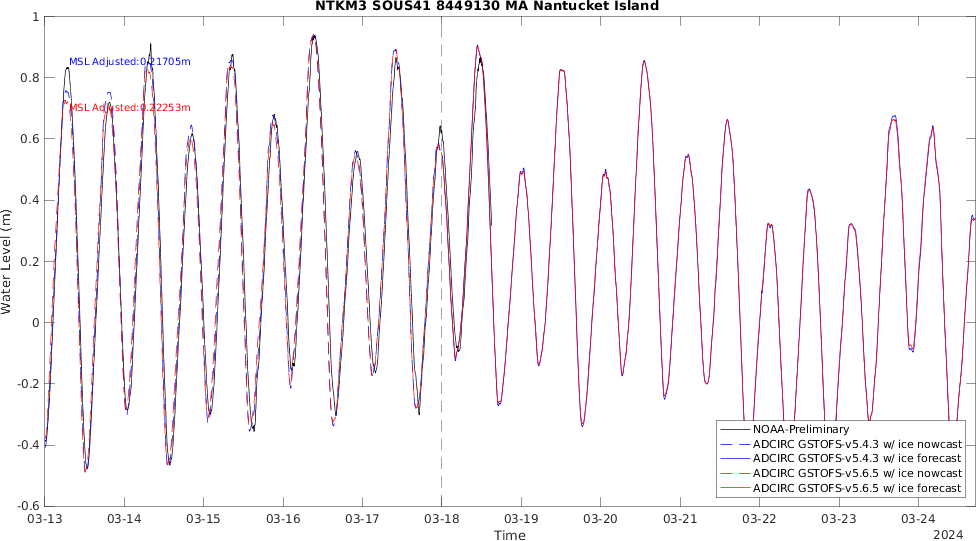 NTKM3 SOUS41 8449130 MA Nantucket Island
1
0.8
0.6
0.4
0.2
0
-0.2
-0.4
-0.6
Water Level (m)
MSL Adjusted:0.21705m
MSL Adjusted:0.22253m
NOAA-Preliminary
ADCIRC GSTOFS-v5.4.3 w/ ice nowcast
ADCIRC GSTOFS-v5.4.3 w/ ice forecast
ADCIRC GSTOFS-v5.6.5 w/ ice nowcast
ADCIRC GSTOFS-v5.6.5 w/ ice forecast
03-13 03-14 03-15 03-16 03-17 03-18 03-19 03-20 03-21 03-22 03-23 03-24
Time
2024